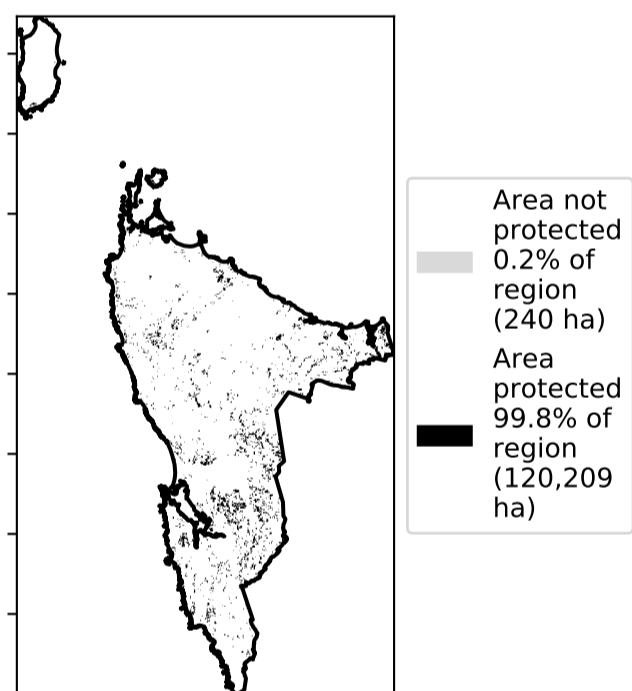 Area not
protected
0.2% of
region
(240 ha)
Area
protected
99.8% of
region
(120,209
ha)